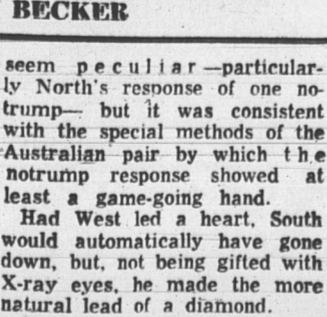 BECKER
seem peculiar—particular-
ly North's response of one no-
trump— but it was consistent
with the special methods of the
Australian pair by which the
notrump response showed at
least a game-going hand.
Had West led a heart, South
would automatically have gone
down, but, not being gifted with
X-ray eyes, he made the more
natural lead of a diamond.